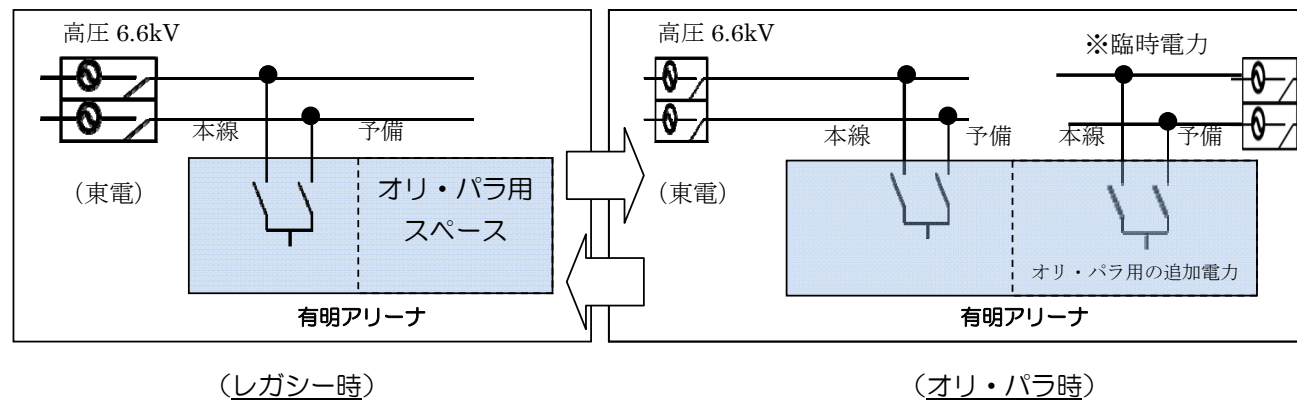 高圧 6.6kV
本線
予備
(東電)
オリ・パラ用
スペース
有明アリーナ
(レガシー時)
高圧 6.6kV
※臨時電力
本線
予備
本線
予備
(東電)
オリ・パラ用の追加電力
有明アリーナ
(オリ・パラ時)